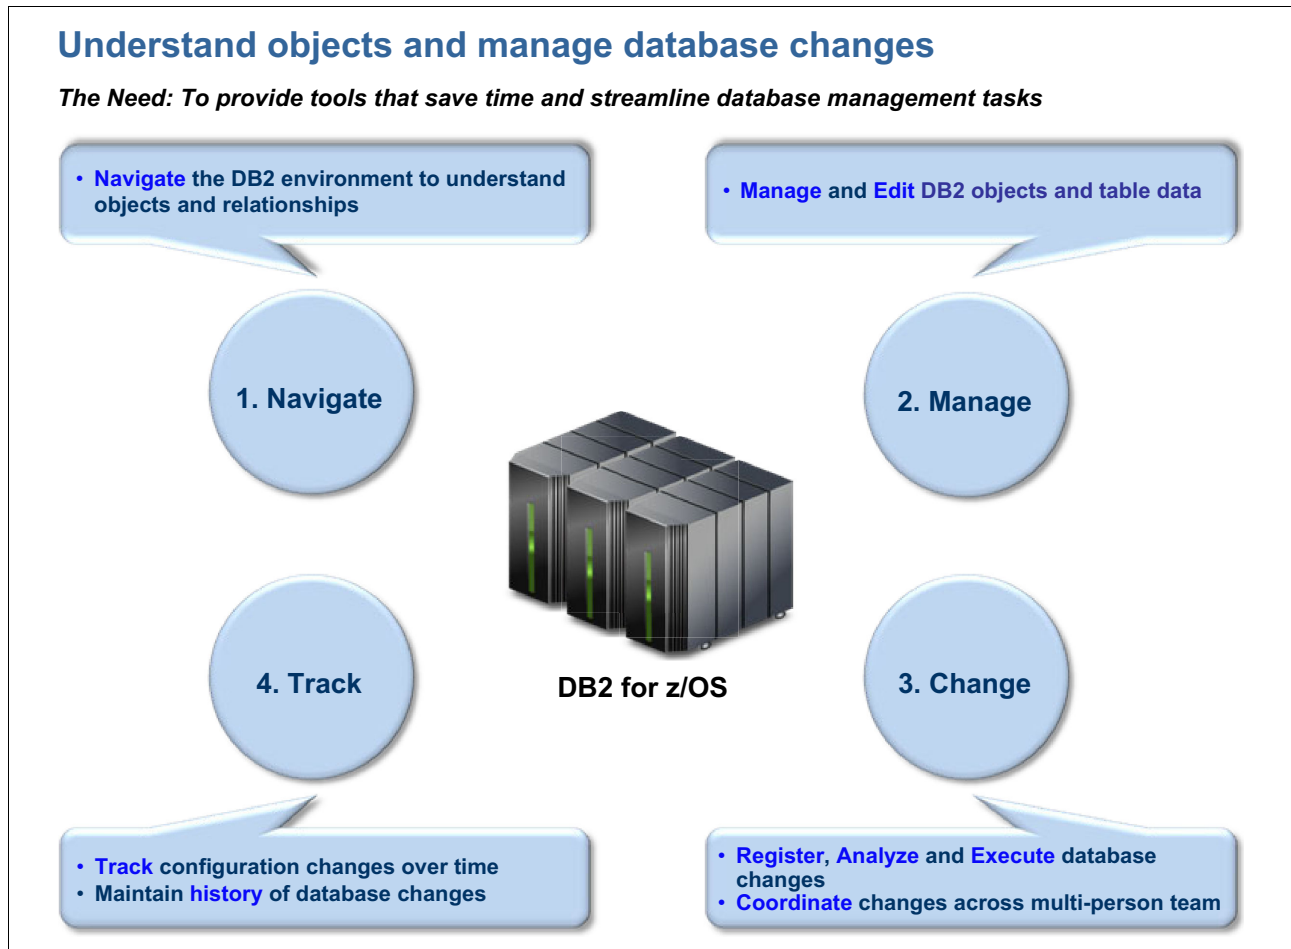 Understand objects and manage database changes
The Need: To provide tools that save time and streamline database management tasks
• Navigate the DB2 environment to understand
objects and relationships
• Manage and Edit DB2 objects and table data
1. Navigate
2. Manage
4. Track
DB2 for z/OS
3. Change
• Track configuration changes over time
• Maintain history of database changes
• Register, Analyze and Execute database
changes
• Coordinate changes across multi-person team